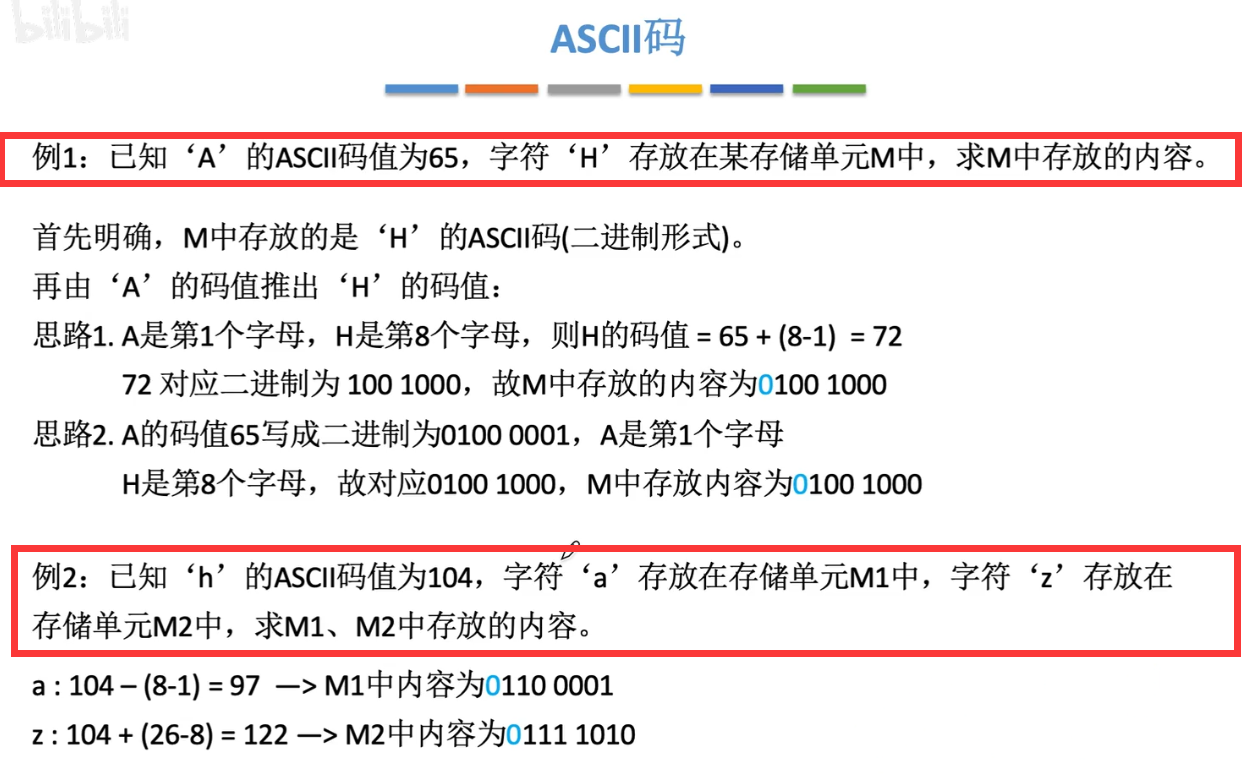 bilibili
ASCII码
例1：已知‘A’的ASCII码值为65，字符‘H’存放在某存储单元M中，求M中存放的内容。
首先明确，M中存放的是‘H’的ASCII码(二进制形式)。
再由‘A’的码值推出‘H’的码值：
思路1. A是第1个字母，H是第8个字母，则H的码值 = 65 + (8-1) = 72
72 对应二进制为 100 1000，故M中存放的内容为0100 1000
思路2. A的码值65写成二进制为0100 0001，A是第1个字母
H是第8个字母，故对应0100 1000，M中存放内容为0100 1000
例2：已知‘h’的ASCII码值为104，字符‘a’存放在存储单元M1中，字符‘z’存放在
存储单元M2中，求M1、M2中存放的内容。
a : 104 – (8-1) = 97 —> M1中内容为0110 0001
z : 104 + (26-8) = 122 —> M2中内容为0111 1010